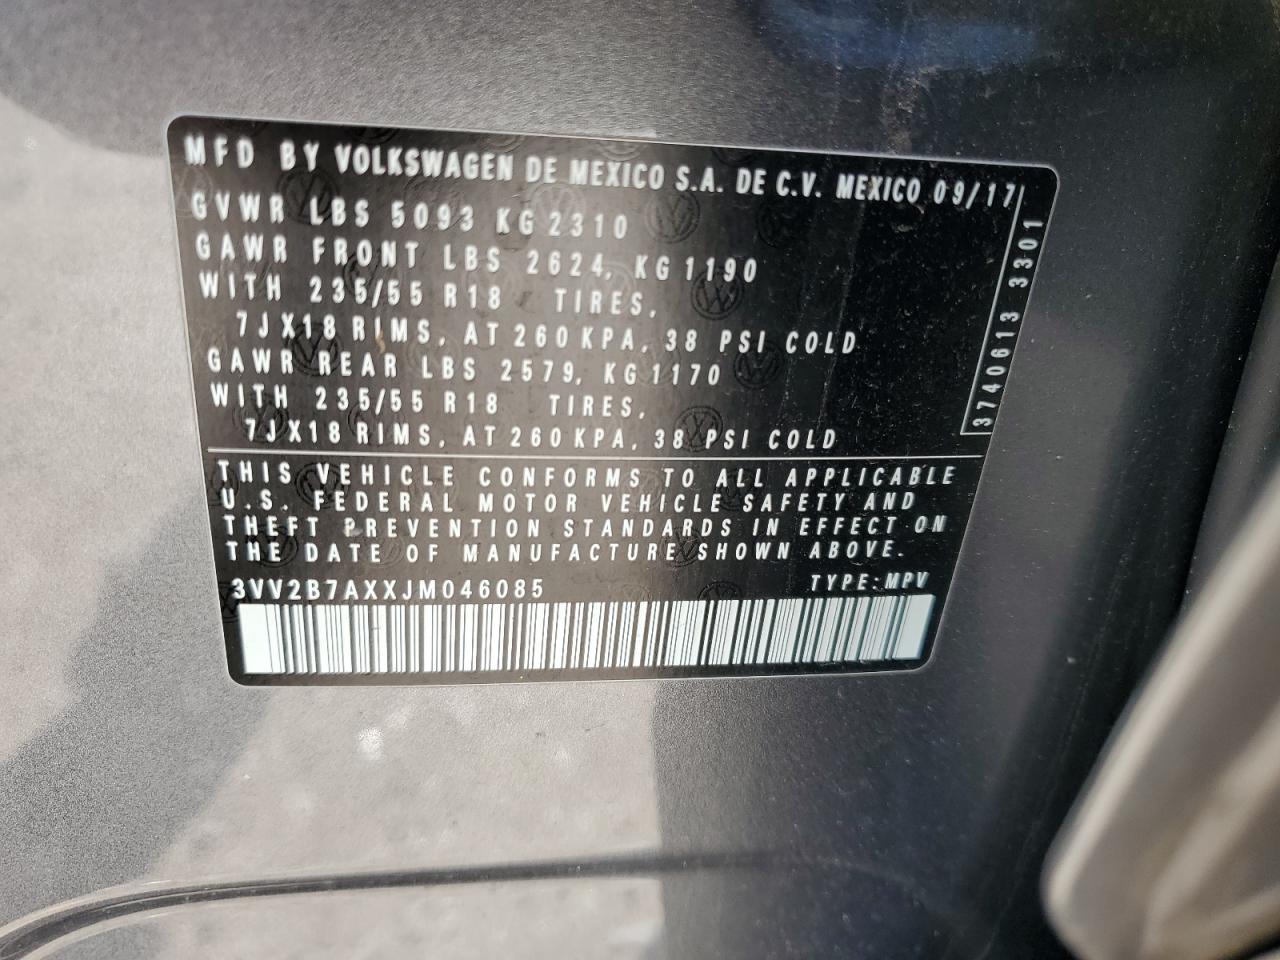 MFD BY VOLKSWAGEN DE MEXICO S.A. DE C.V. MEXICO 09/17
GVWR LBS 5093 KG 2310
GAWR FRONT LBS 2624, KG 1190
WITH 235/55 R18 TIRES,
7JX18 RIMS, AT 260 KPA, 38 PSI COLD
GAWR REAR LBS 2579, KG 1170
WITH 235/55 R18 TIRES,
7JX18 RIMS, AT 260 KPA, 38 PSI COLD
3740613 3301
THIS VEHICLE CONFORMS TO ALL APPLICABLE
U.S. FEDERAL MOTOR VEHICLE SAFETY AND
THEFT PREVENTION STANDARDS IN EFFECT ON
THE DATE OF MANUFACTURE SHOWN ABOVE.
3VV2B7AXXJM046085 TYPE: MPV